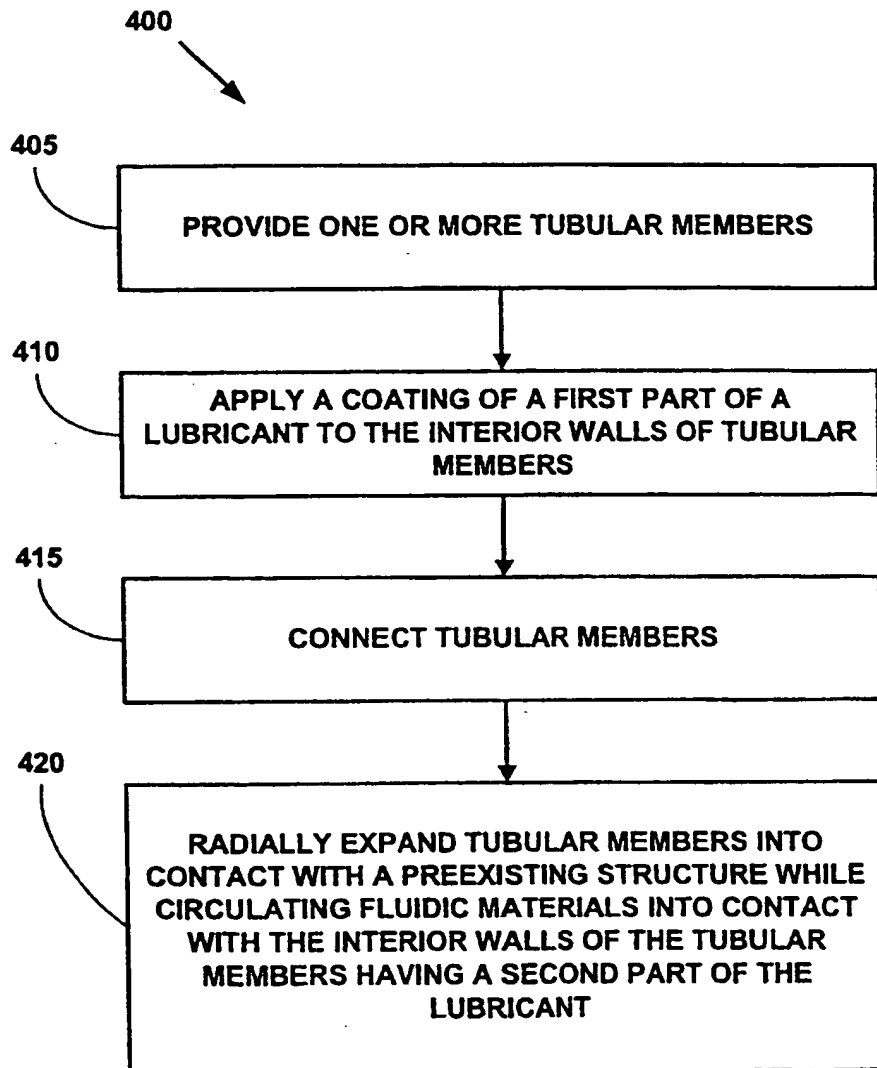 400
405
PROVIDE ONE OR MORE TUBULAR MEMBERS
410
APPLY A COATING OF A FIRST PART OF A
LUBRICANT TO THE INTERIOR WALLS OF TUBULAR
MEMBERS
415
CONNECT TUBULAR MEMBERS
420
RADIALLY EXPAND TUBULAR MEMBERS INTO
CONTACT WITH A PREEXISTING STRUCTURE WHILE
CIRCULATING FLUIDIC MATERIALS INTO CONTACT
WITH THE INTERIOR WALLS OF THE TUBULAR
MEMBERS HAVING A SECOND PART OF THE
LUBRICANT